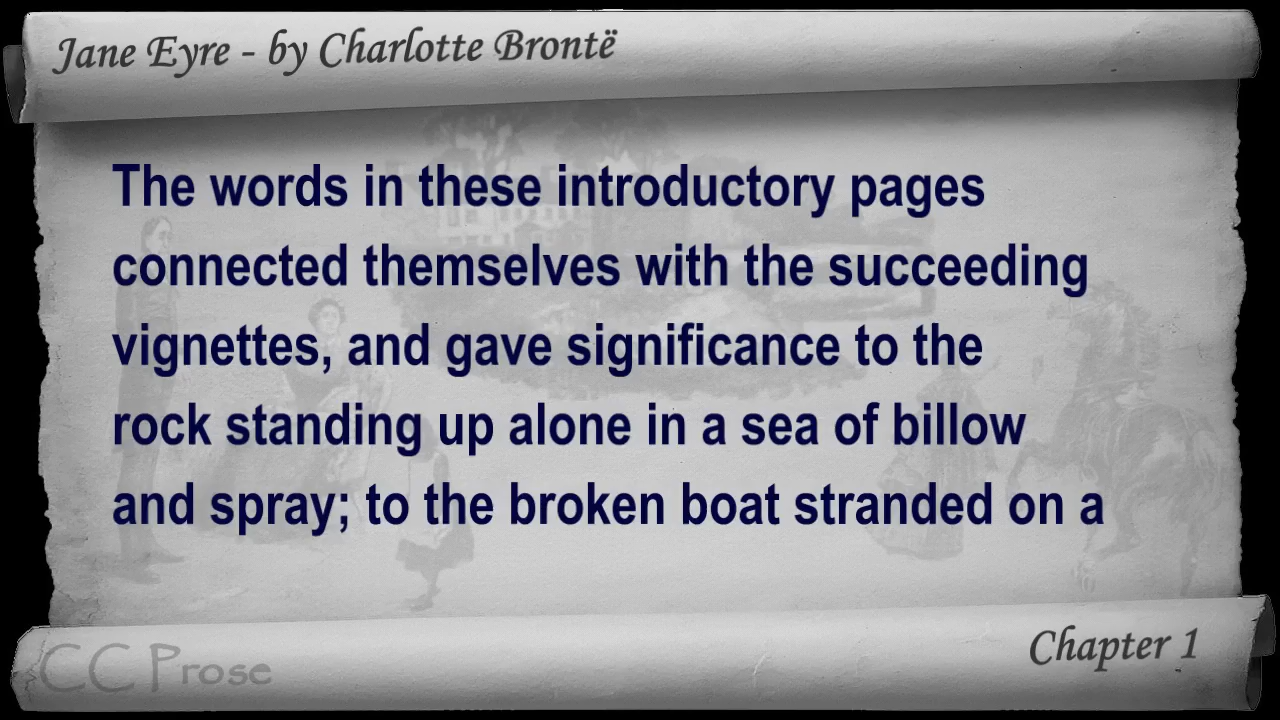 Jane Eyre - by Charlotte Brontë
The words in these introductory pages
connected themselves with the succeeding
vignettes, and gave significance to the
rock standing up alone in a sea of billow
and spray; to the broken boat stranded on a
CC Prose
Chapter 1